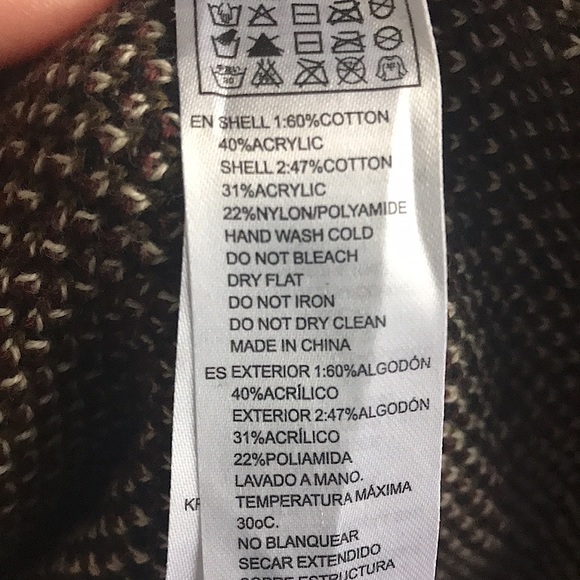 EN SHELL 1:60%COTTON
40%ACRYLIC
SHELL 2:47%COTTON
31%ACRYLIC
22%NYLON/POLYAMIDE
HAND WASH COLD
DO NOT BLEACH
DRY FLAT
DO NOT IRON
DO NOT DRY CLEAN
MADE IN CHINA
ES EXTERIOR 1:60%ALGODÓN
40%ACRÍLICO
EXTERIOR 2:47%ALGODÓN
31%ACRÍLICO
22%POLIAMIDA
LAVADO A MANO.
TEMPERATURA MÁXIMA
30oC.
NO BLANQUEAR
SECAR EXTENDIDO
SOBRE ESTRUCTURA